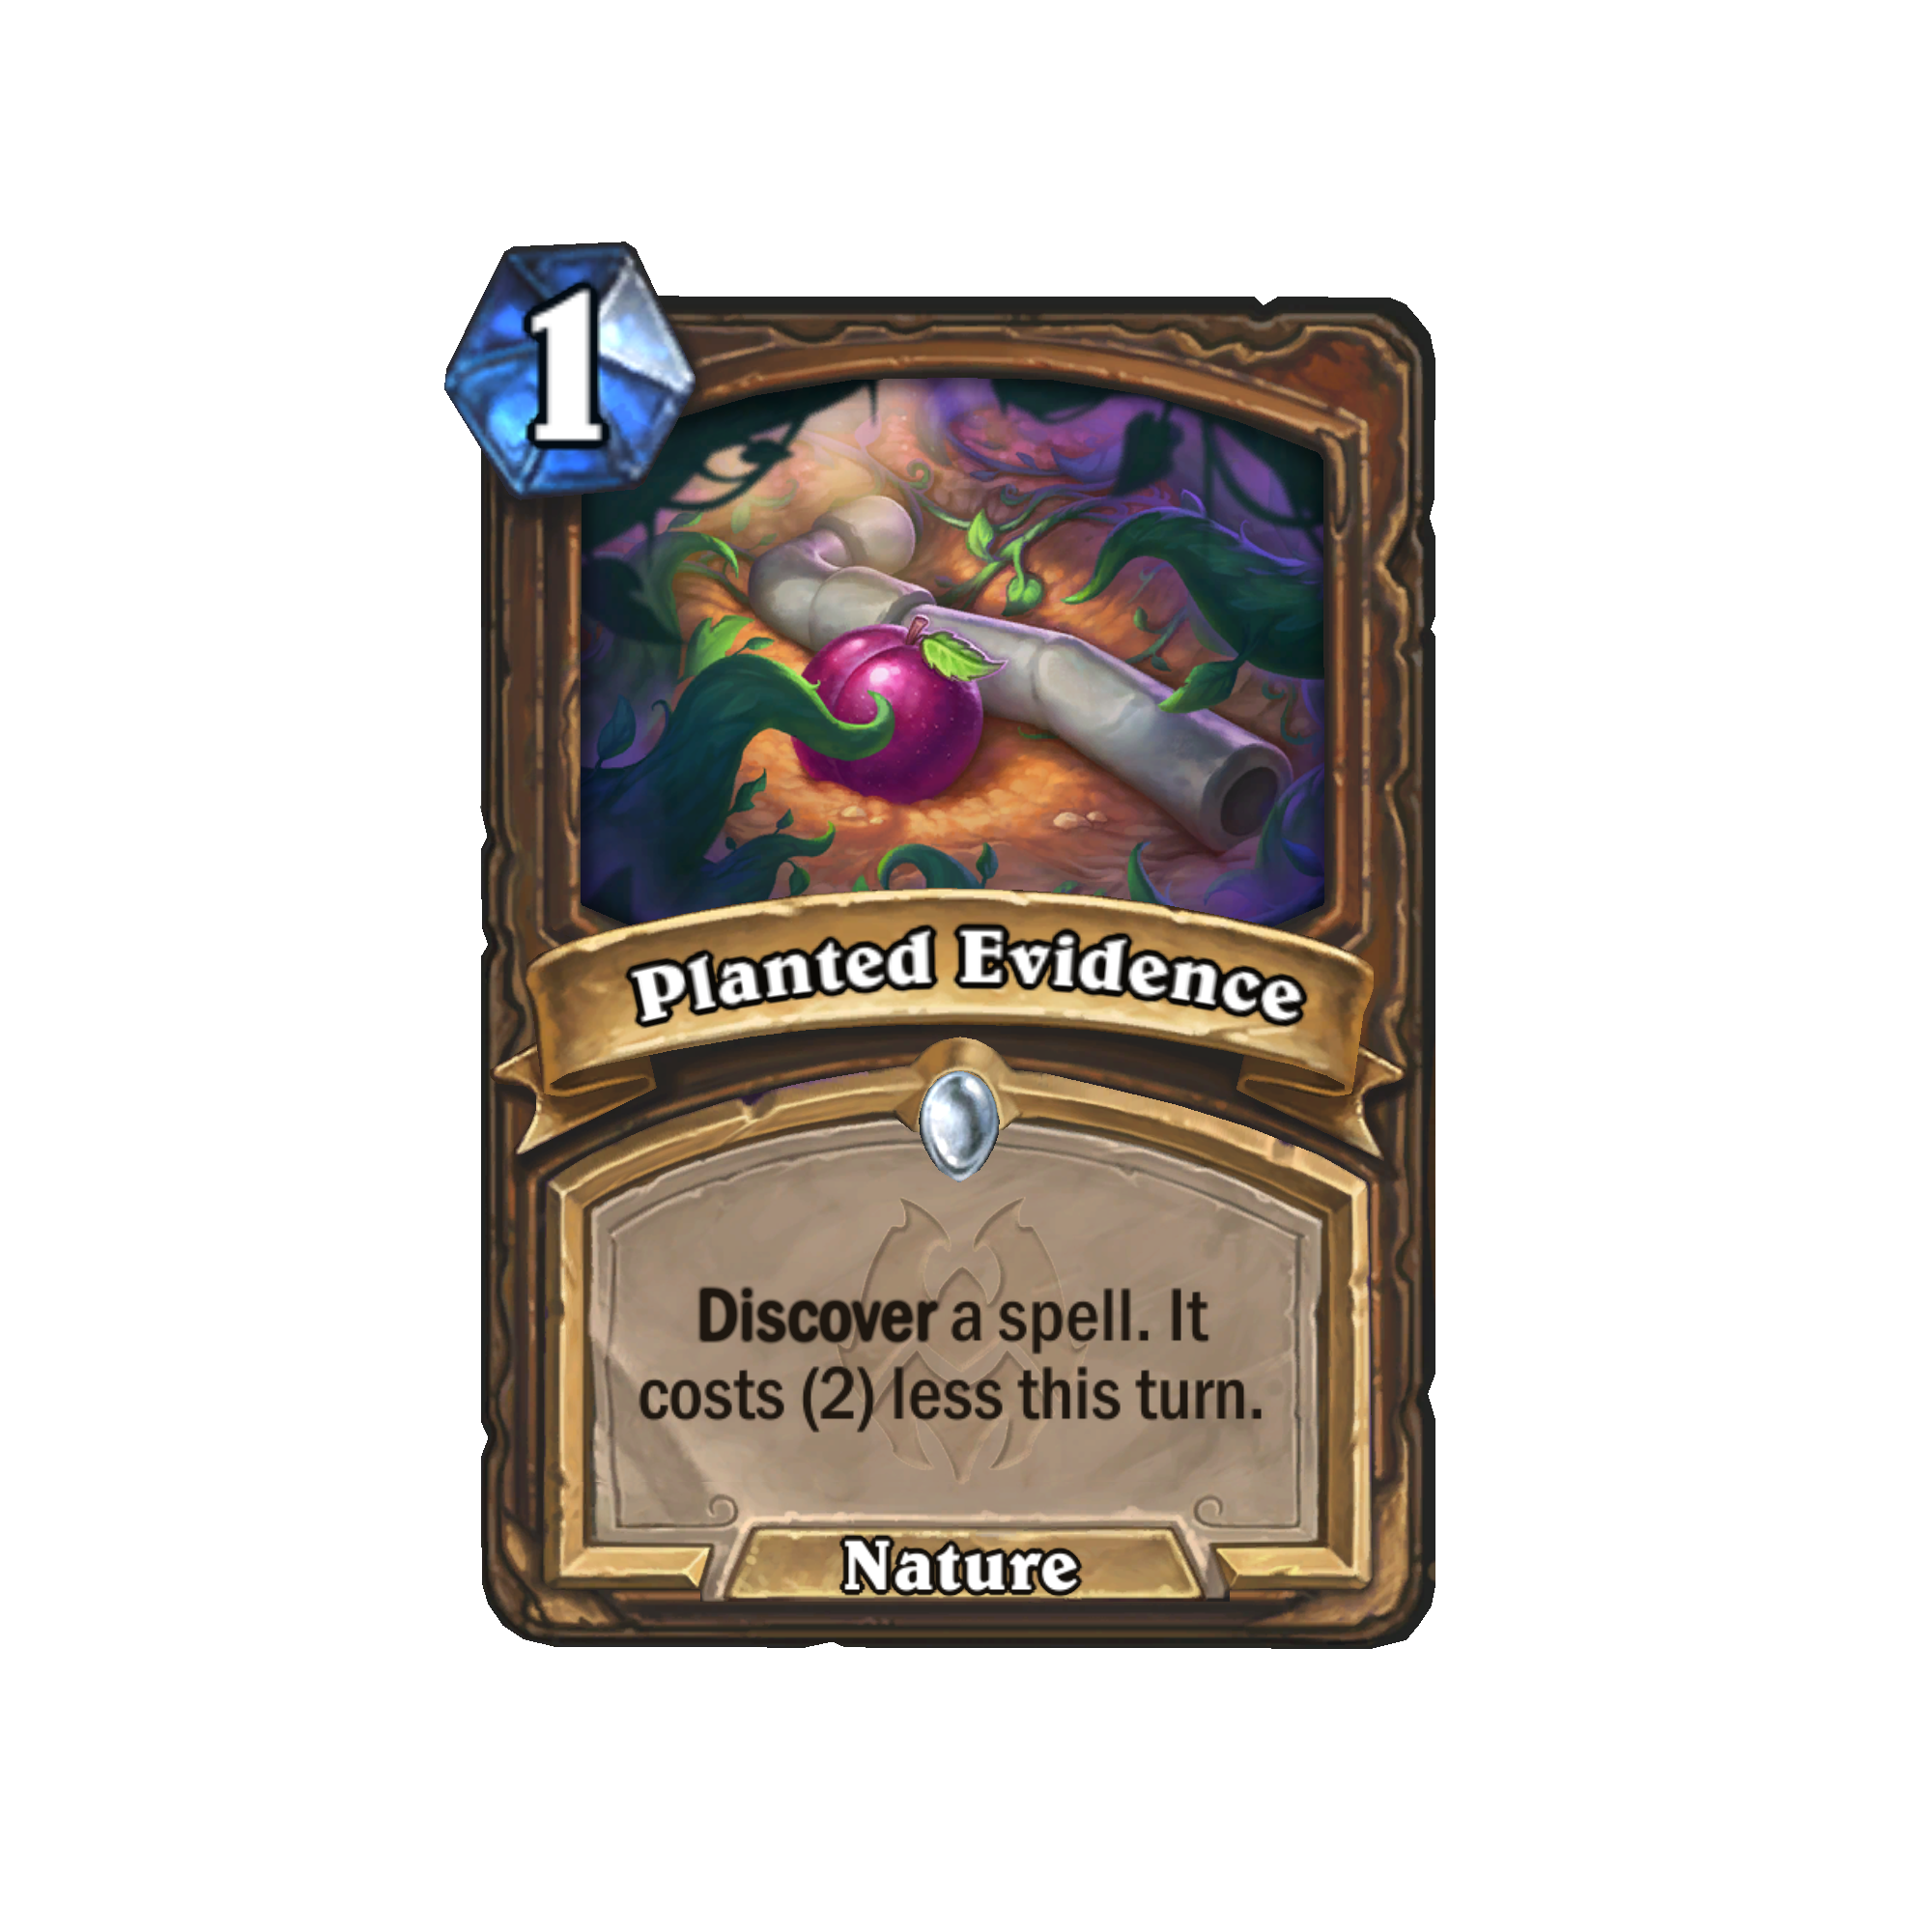 1
Planted Evidence
Discover a spell. It
costs (2) less this turn.
Nature